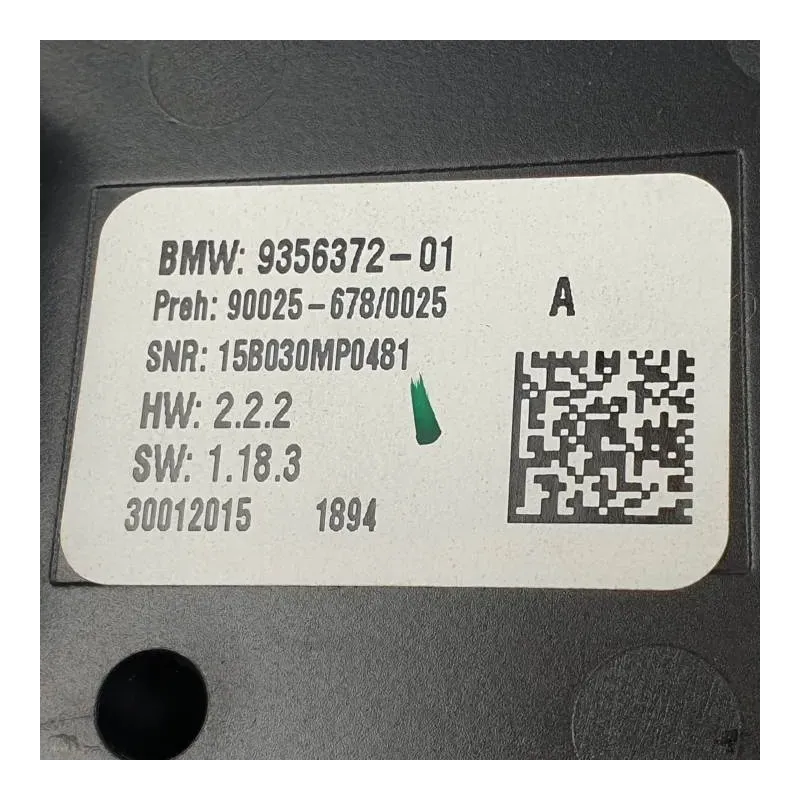 BMW: 9356372-01
Preh: 90025-678/0025
A
SNR: 15B030MP0481
HW: 2.2.2
SW: 1.18.3
30012015 1894